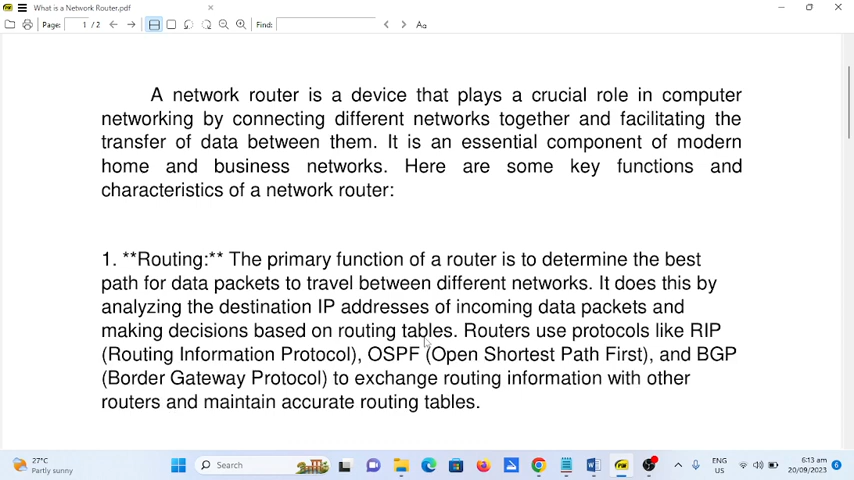 What is a Network Router.pdf
Page: 1 / 2 Find: Aa
A network router is a device that plays a crucial role in computer
networking by connecting different networks together and facilitating the
transfer of data between them. It is an essential component of modern
home and business networks. Here are some key functions and
characteristics of a network router:
1. **Routing:** The primary function of a router is to determine the best
path for data packets to travel between different networks. It does this by
analyzing the destination IP addresses of incoming data packets and
making decisions based on routing tables. Routers use protocols like RIP
(Routing Information Protocol), OSPF (Open Shortest Path First), and BGP
(Border Gateway Protocol) to exchange routing information with other
routers and maintain accurate routing tables.
27°C
Partly sunny
Search
ENG
US
6:13 am
20/09/2023
6